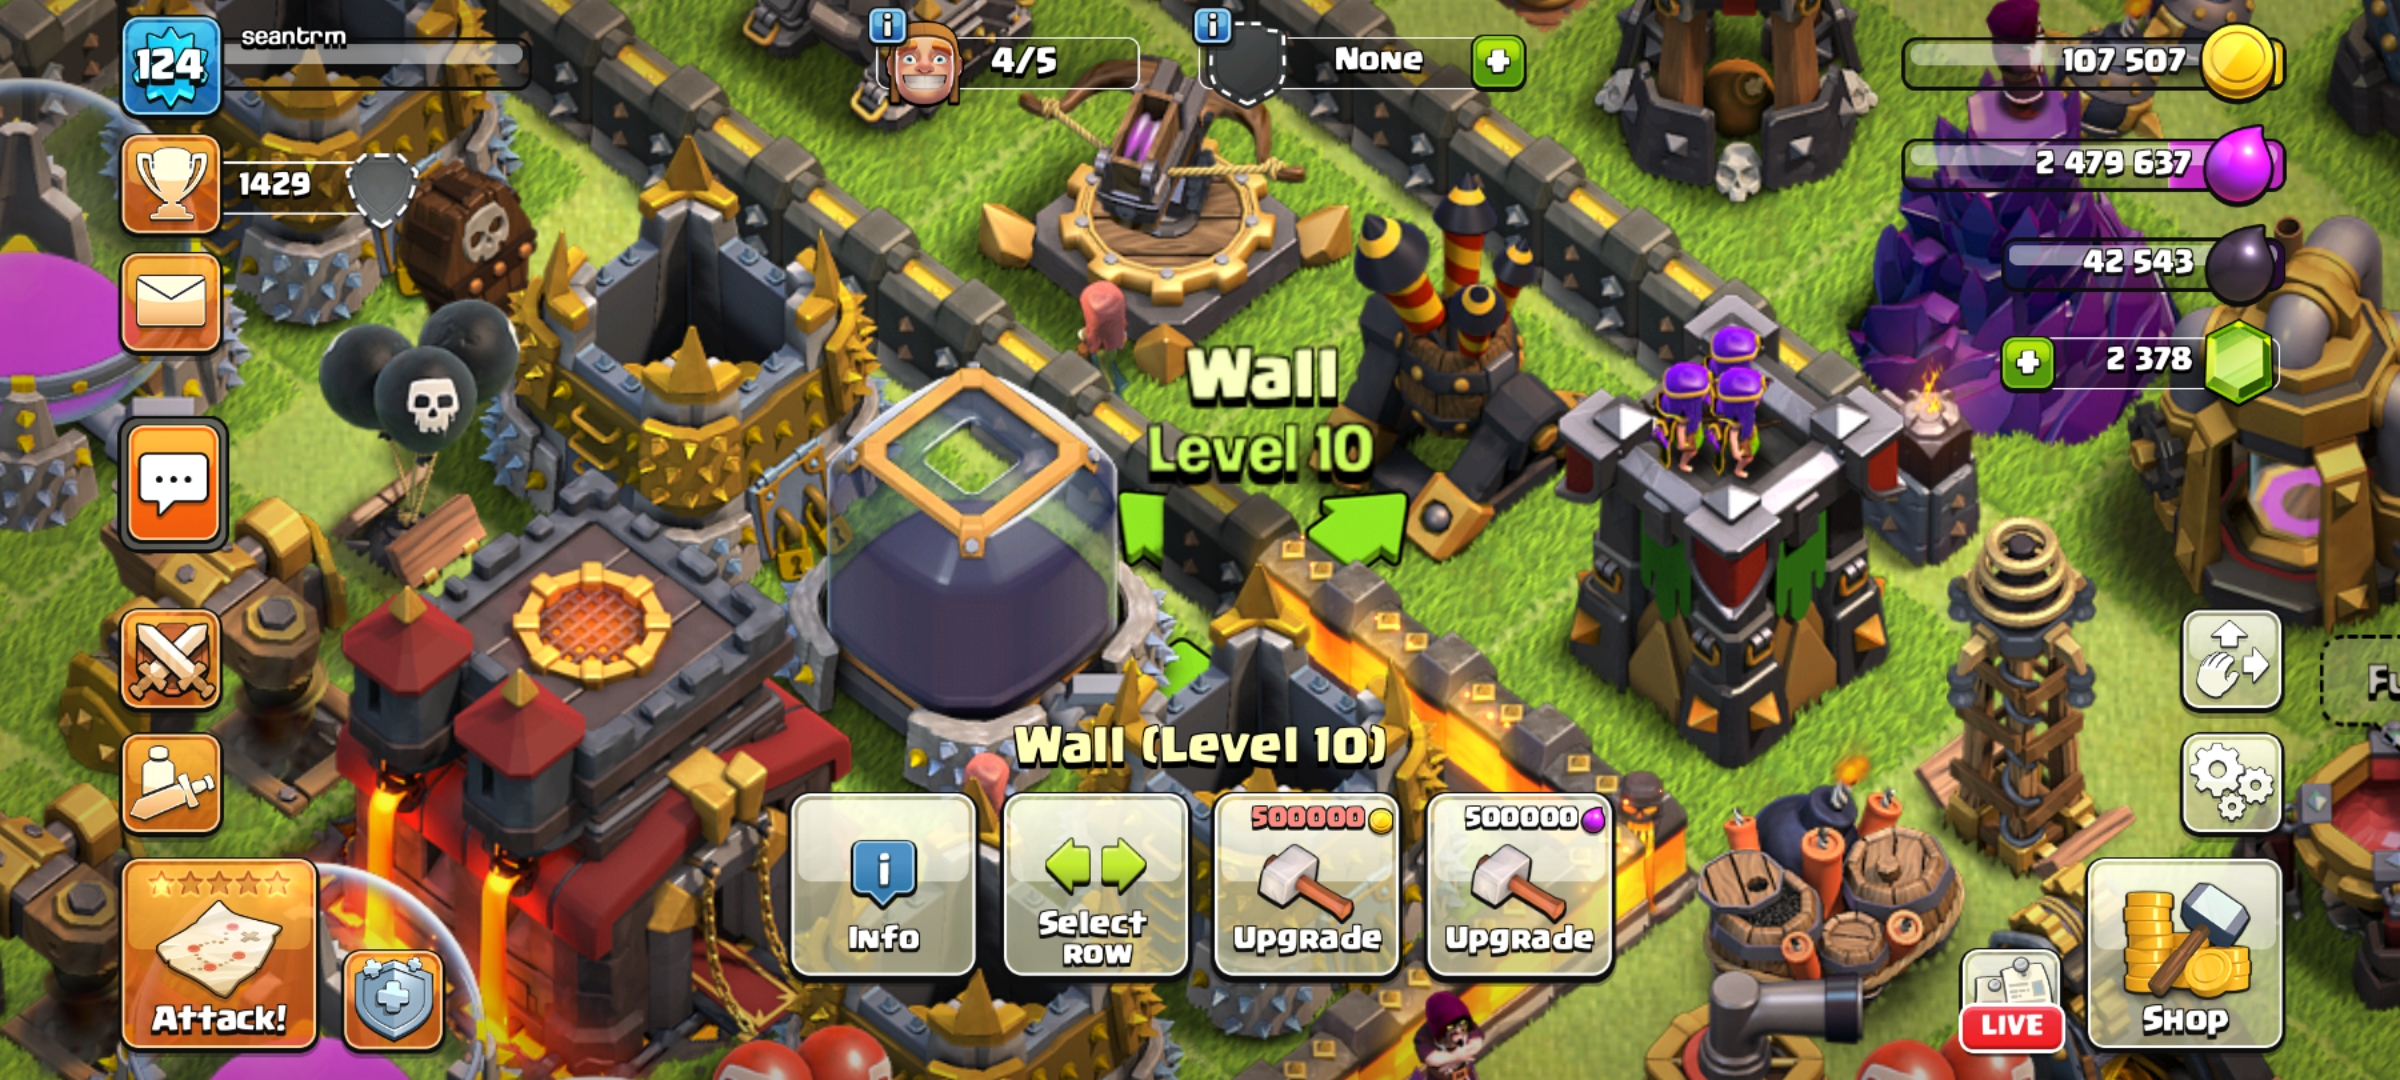 124
seantrm
4/5
None
107 507
1429
2 479 637
42 543
2 378
Wall
Level 10
Wall (Level 10)
Info
Select
Row
500000
Upgrade
500000
Upgrade
Attack!
LIVE
Shop